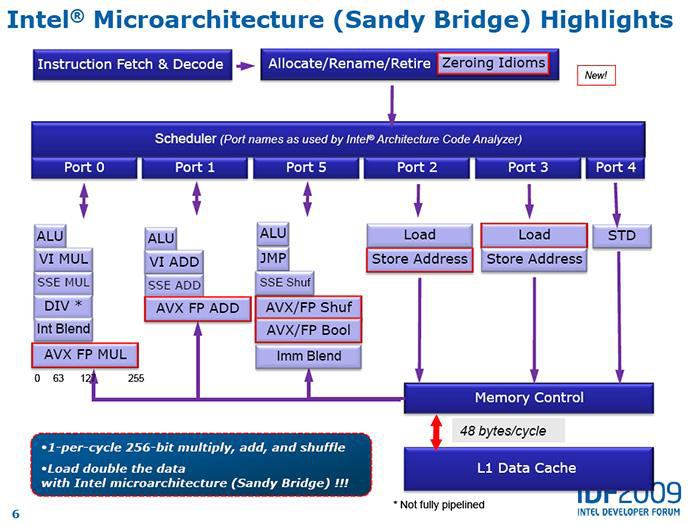 Intel® Microarchitecture (Sandy Bridge) Highlights
Instruction Fetch & Decode
Allocate/Rename/Retire
Zeroing Idioms
New!
Scheduler (Port names as used by Intel® Architecture Code Analyzer)
Port 0
Port 1
Port 5
Port 2
Port 3
Port 4
ALU
VI MUL
SSE MUL
DIV *
Int Blend
AVX FP MUL
0 63 127 255
ALU
VI ADD
SSE ADD
AVX FP ADD
ALU
JMP
SSE Shuf
AVX/FP Shuf
AVX/FP Bool
Imm Blend
Load
Store Address
Load
Store Address
STD
Memory Control
48 bytes/cycle
L1 Data Cache
•1-per-cycle 256-bit multiply, add, and shuffle
•Load double the data
with Intel microarchitecture (Sandy Bridge) !!!
* Not fully pipelined
IDF2009
INTEL DEVELOPER FORUM
6